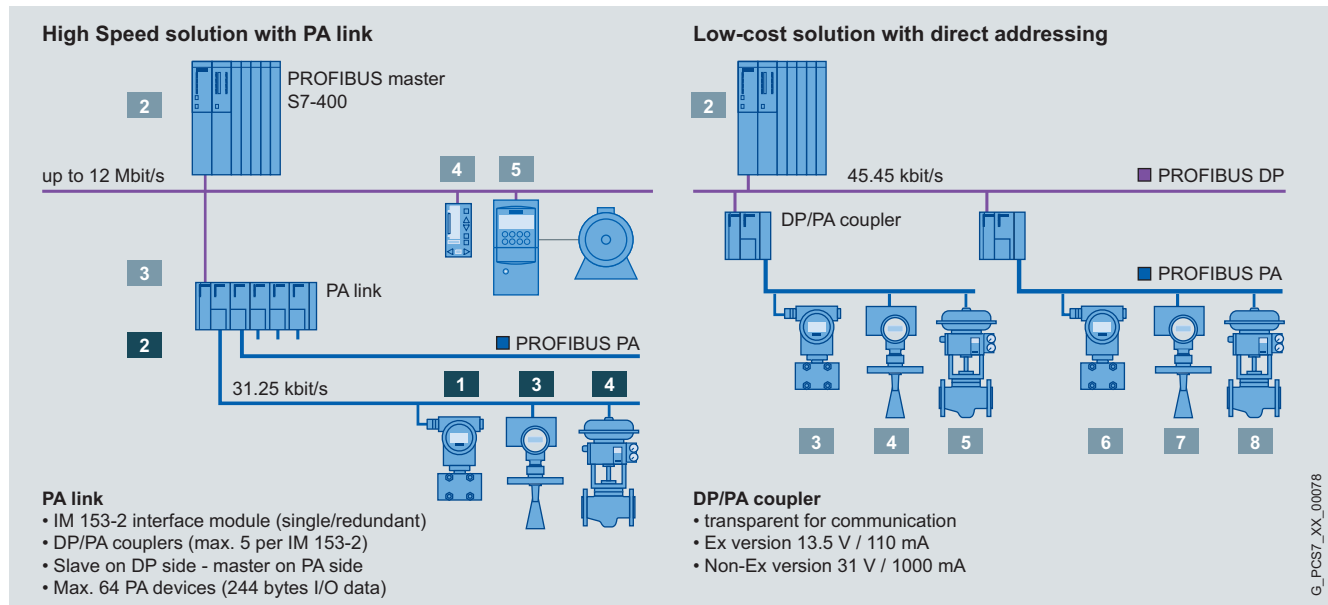 High Speed solution with PA link
PROFIBUS master
S7-400
2
up to 12 Mbit/s
4
5
3
PA link
2
PROFIBUS PA
31.25 kbit/s
1
3
4
PA link
• IM 153-2 interface module (single/redundant)
• DP/PA couplers (max. 5 per IM 153-2)
• Slave on DP side - master on PA side
• Max. 64 PA devices (244 bytes I/O data)
Low-cost solution with direct addressing
2
45.45 kbit/s
PROFIBUS DP
DP/PA coupler
PROFIBUS PA
3
4
5
6
7
8
DP/PA coupler
• transparent for communication
• Ex version 13.5 V / 110 mA
• Non-Ex version 31 V / 1000 mA
G_PCS7_XX_00078